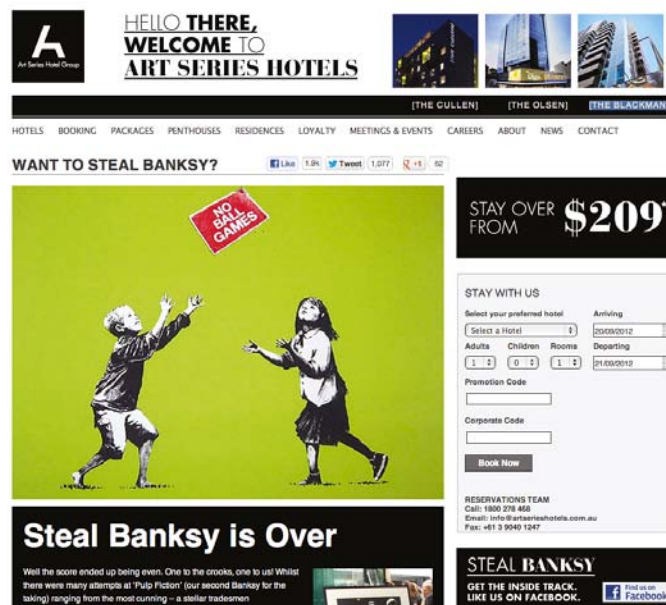 Art Series Hotel Group
HELLO THERE,
WELCOME TO
ART SERIES HOTELS
[THE CULLEN] [THE OLSEN] [THE BLACKMAN
HOTELS BOOKING PACKAGES PENTHOUSES RESIDENCES LOYALTY MEETINGS & EVENTS CAREERS ABOUT NEWS CONTACT
WANT TO STEAL BANKSY?
Like 1.9k Tweet 1,077 +1 52
NO
BALL
GAMES
STAY OVER
FROM
$209
STAY WITH US
Select your preferred hotel Arriving
Select a Hotel 20/09/2012
Adults Children Rooms Departing
1 0 1 21/09/2012
Promotion Code
Corporate Code
Book Now
RESERVATIONS TEAM
Call: 1800 278 468
Email: info@artserieshotels.com.au
Fax: +61 3 9040 1247
Steal Banksy is Over
Well the score ended up being even. One to the crooks, one to us! Whilst
there were many attempts at 'Pulp Fiction' (our second Banksy for the
taking) ranging from the most cunning – a stellar tradesmen
STEAL BANKSY
GET THE INSIDE TRACK.
LIKE US ON FACEBOOK.
Find us on
Facebook